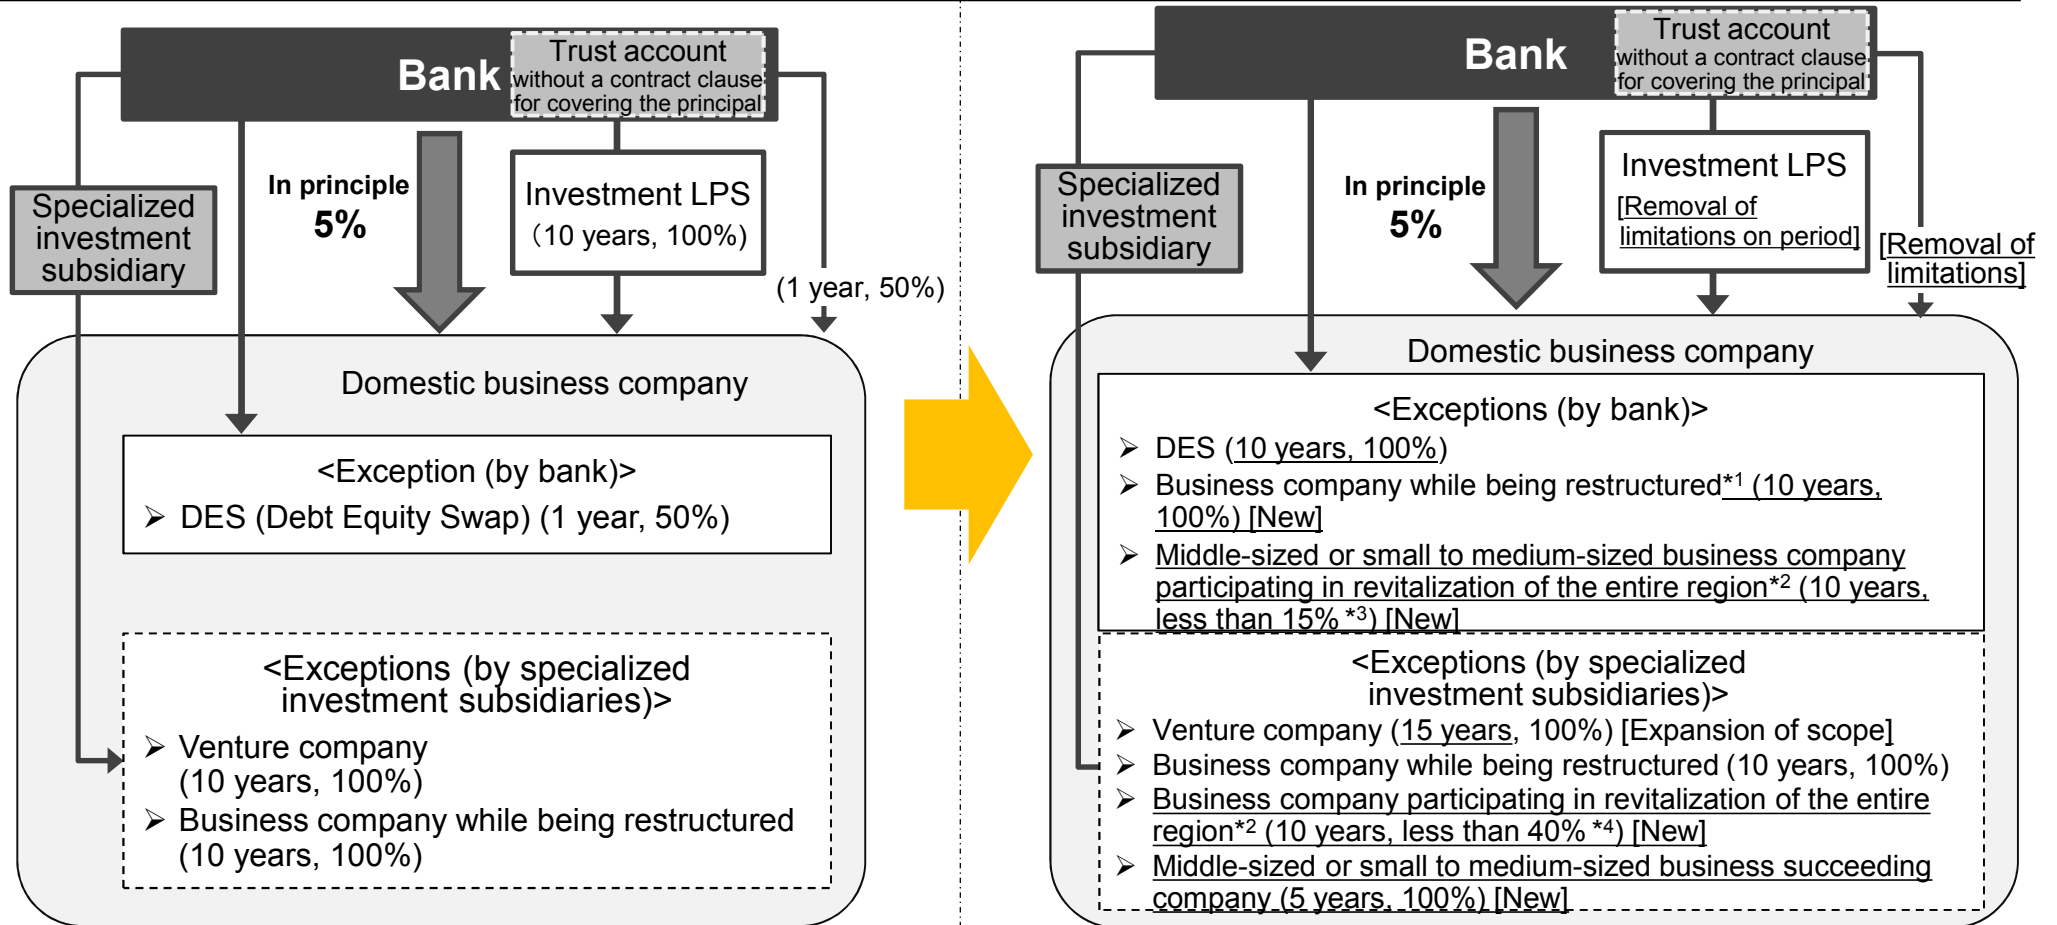 Bank
Trust account
without a contract clause
for covering the principal
Specialized
investment
subsidiary
In principle
5%
Investment LPS
（10 years, 100%)
(1 year, 50%)
Domestic business company
<Exception (by bank)>
➢ DES (Debt Equity Swap) (1 year, 50%)
<Exceptions (by specialized
investment subsidiaries)>
➢ Venture company
(10 years, 100%)
➢ Business company while being restructured
(10 years, 100%)
Bank
Trust account
without a contract clause
for covering the principal
Specialized
investment
subsidiary
In principle
5%
Investment LPS
[Removal of
limitations on period]
[Removal of
limitations]
Domestic business company
<Exceptions (by bank)>
➢ DES (10 years, 100%)
➢ Business company while being restructured*1 (10 years,
100%) [New]
➢ Middle-sized or small to medium-sized business company
participating in revitalization of the entire region*2 (10 years,
less than 15% *3) [New]
<Exceptions (by specialized
investment subsidiaries)>
➢ Venture company (15 years, 100%) [Expansion of scope]
➢ Business company while being restructured (10 years, 100%)
➢ Business company participating in revitalization of the entire
region*2 (10 years, less than 40% *4) [New]
➢ Middle-sized or small to medium-sized business succeeding
company (5 years, 100%) [New]